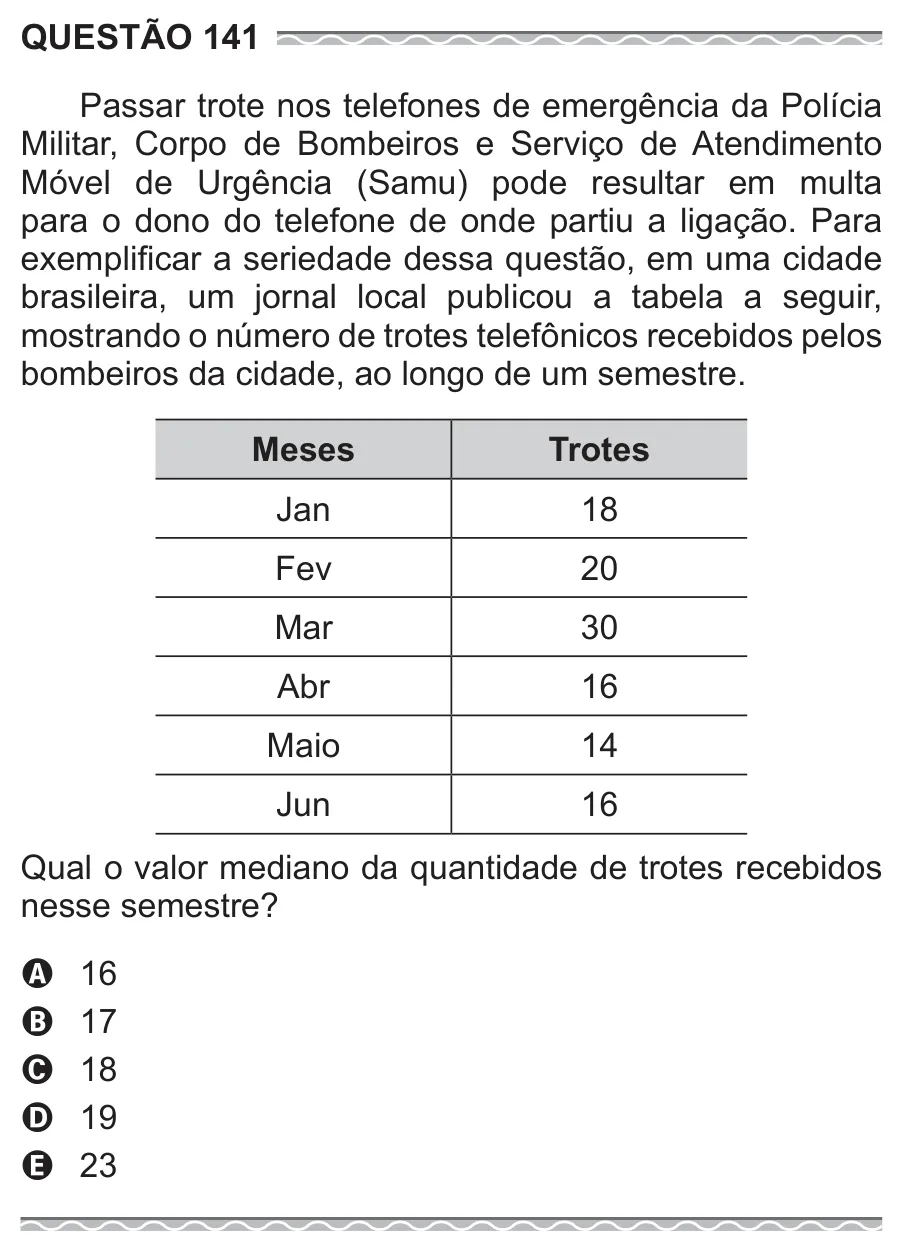 QUESTÃO 141
Passar trote nos telefones de emergência da Polícia
Militar, Corpo de Bombeiros e Serviço de Atendimento
Móvel de Urgência (Samu) pode resultar em multa
para o dono do telefone de onde partiu a ligação. Para
exemplificar a seriedade dessa questão, em uma cidade
brasileira, um jornal local publicou a tabela a seguir,
mostrando o número de trotes telefônicos recebidos pelos
bombeiros da cidade, ao longo de um semestre.
Meses Trotes
Jan 18
Fev 20
Mar 30
Abr 16
Maio 14
Jun 16
Qual o valor mediano da quantidade de trotes recebidos
nesse semestre?
A 16
B 17
C 18
D 19
E 23